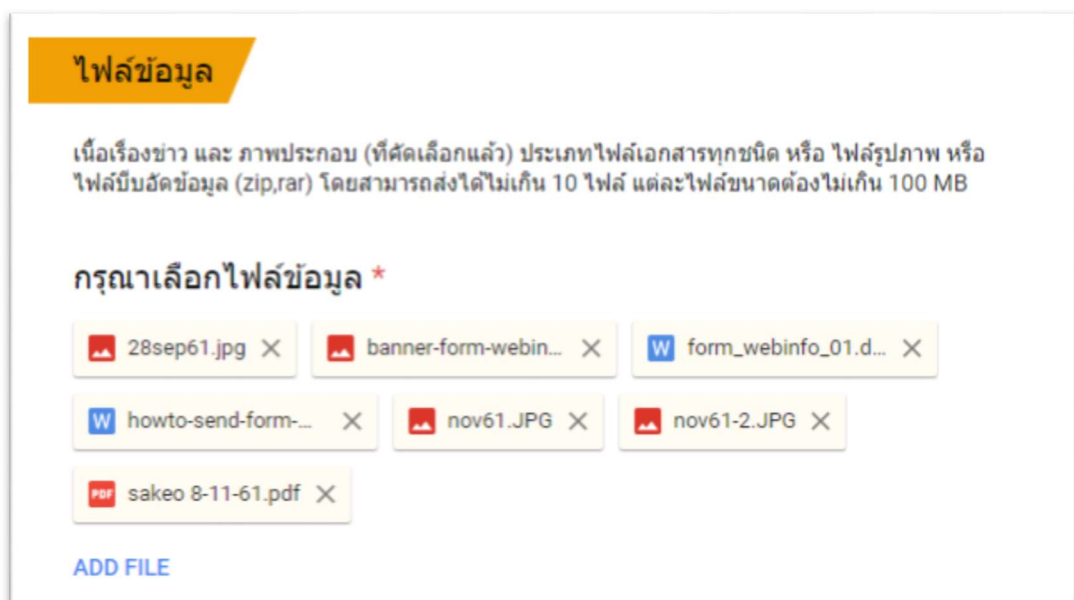 ไฟล์ข้อมูล
เนื้อเรื่องข่าว และ ภาพประกอบ (ที่คัดเลือกแล้ว) ประเภทไฟล์เอกสารทุกชนิด หรือ ไฟล์รูปภาพ หรือ
ไฟล์บีบอัดข้อมูล (zip,rar) โดยสามารถส่งได้ไม่เกิน 10 ไฟล์ แต่ละไฟล์ขนาดต้องไม่เกิน 100 MB
กรุณาเลือกไฟล์ข้อมูล *
28sep61.jpg banner-form-webin... W form_webinfo_01.d...
W howto-send-form-... nov61.JPG nov61-2.JPG
PDF sakeo 8-11-61.pdf
ADD FILE